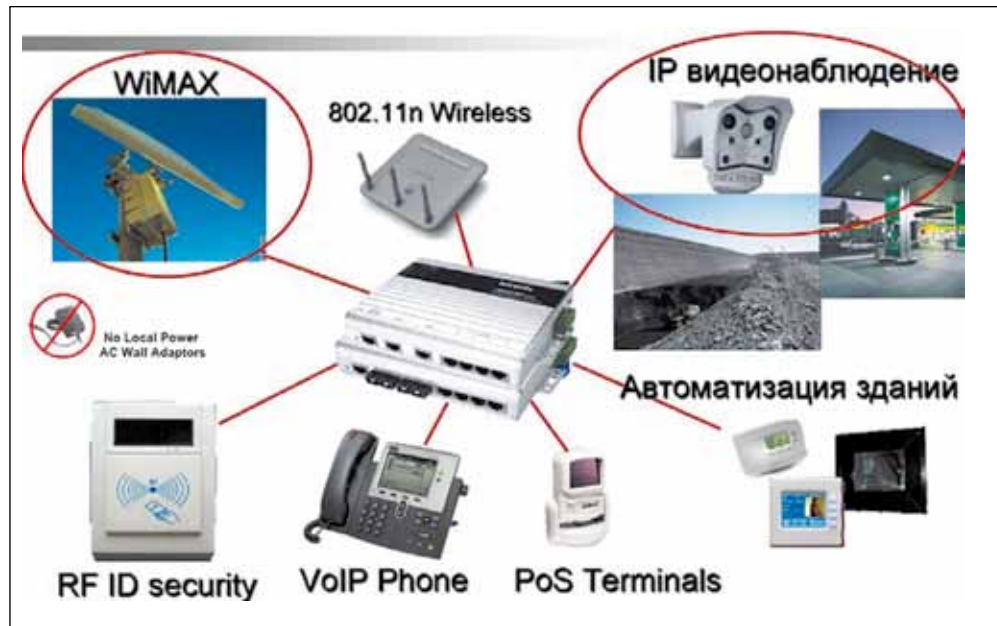 WiMAX
802.11n Wireless
IP видеонаблюдение
No Local Power
AC Wall Adaptors
Автоматизация зданий
RF ID security
VoIP Phone
PoS Terminals